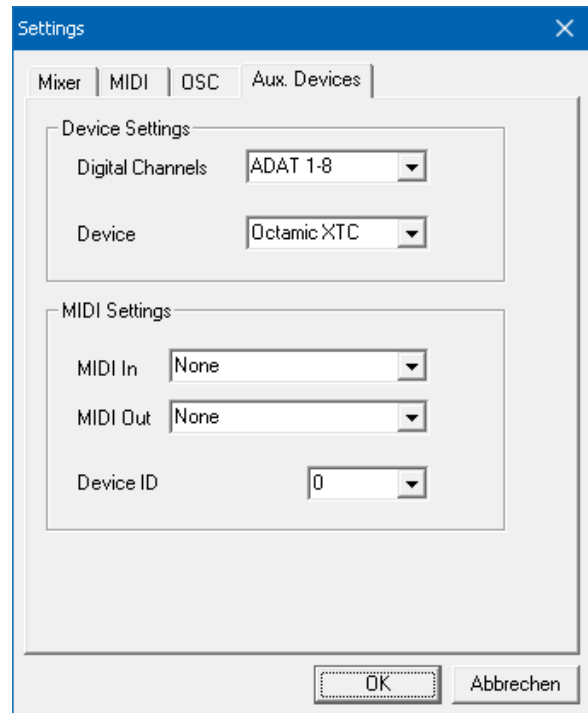 Settings
Mixer MIDI OSC Aux. Devices
Device Settings
Digital Channels ADAT 1-8
Device Octamic XTC
MIDI Settings
MIDI In None
MIDI Out None
Device ID 0
OK Abbrechen